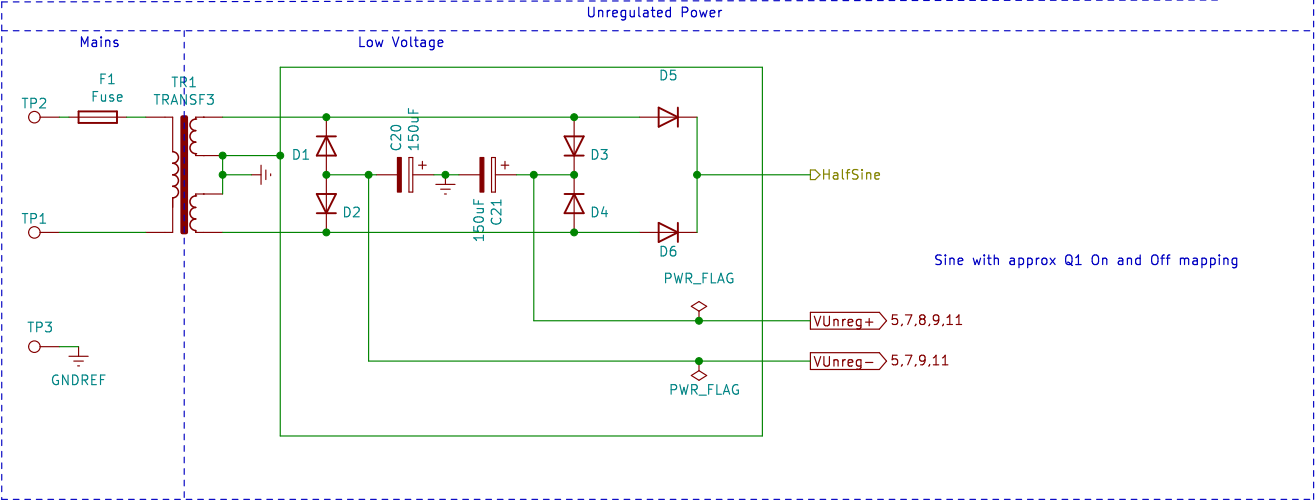 Unregulated Power
Mains
Low Voltage
F1
Fuse
TR1
TRANSF3
TP2
D5
C20
150uF
D1
D3
HalfSine
D2
D4
150uF
C21
TP1
D6
Sine with approx Q1 On and Off mapping
PWR_FLAG
TP3
VUnreg+ 5,7,8,9,11
VUnreg- 5,7,9,11
GNDREF
PWR_FLAG